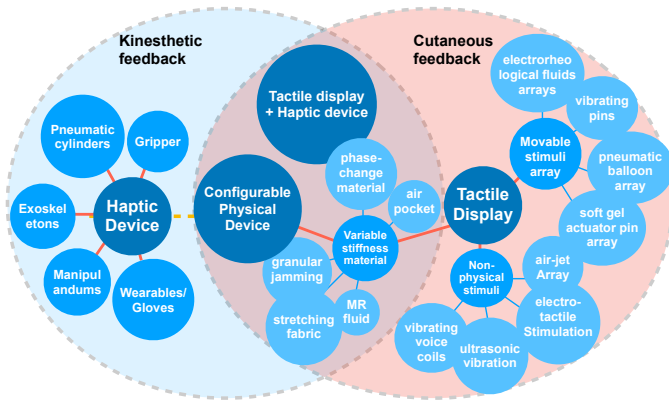 Kinesthetic
feedback
Cutaneous
feedback
Tactile display
+ Haptic device
Pneumatic
cylinders
Gripper
Exoskel
etons
Haptic
Device
Manipul
andums
Wearables/
Gloves
Configurable
Physical
Device
phase-
change
material
air
pocket
Variable
stiffness
material
granular
jamming
stretching
fabric
MR
fluid
Tactile
Display
electrorheo
logical fluids
arrays
vibrating
pins
Movable
stimuli
array
pneumatic
balloon
array
soft gel
actuator pin
array
Non-
physical
stimuli
air-jet
Array
electro-
tactile
Stimulation
vibrating
voice
coils
ultrasonic
vibration